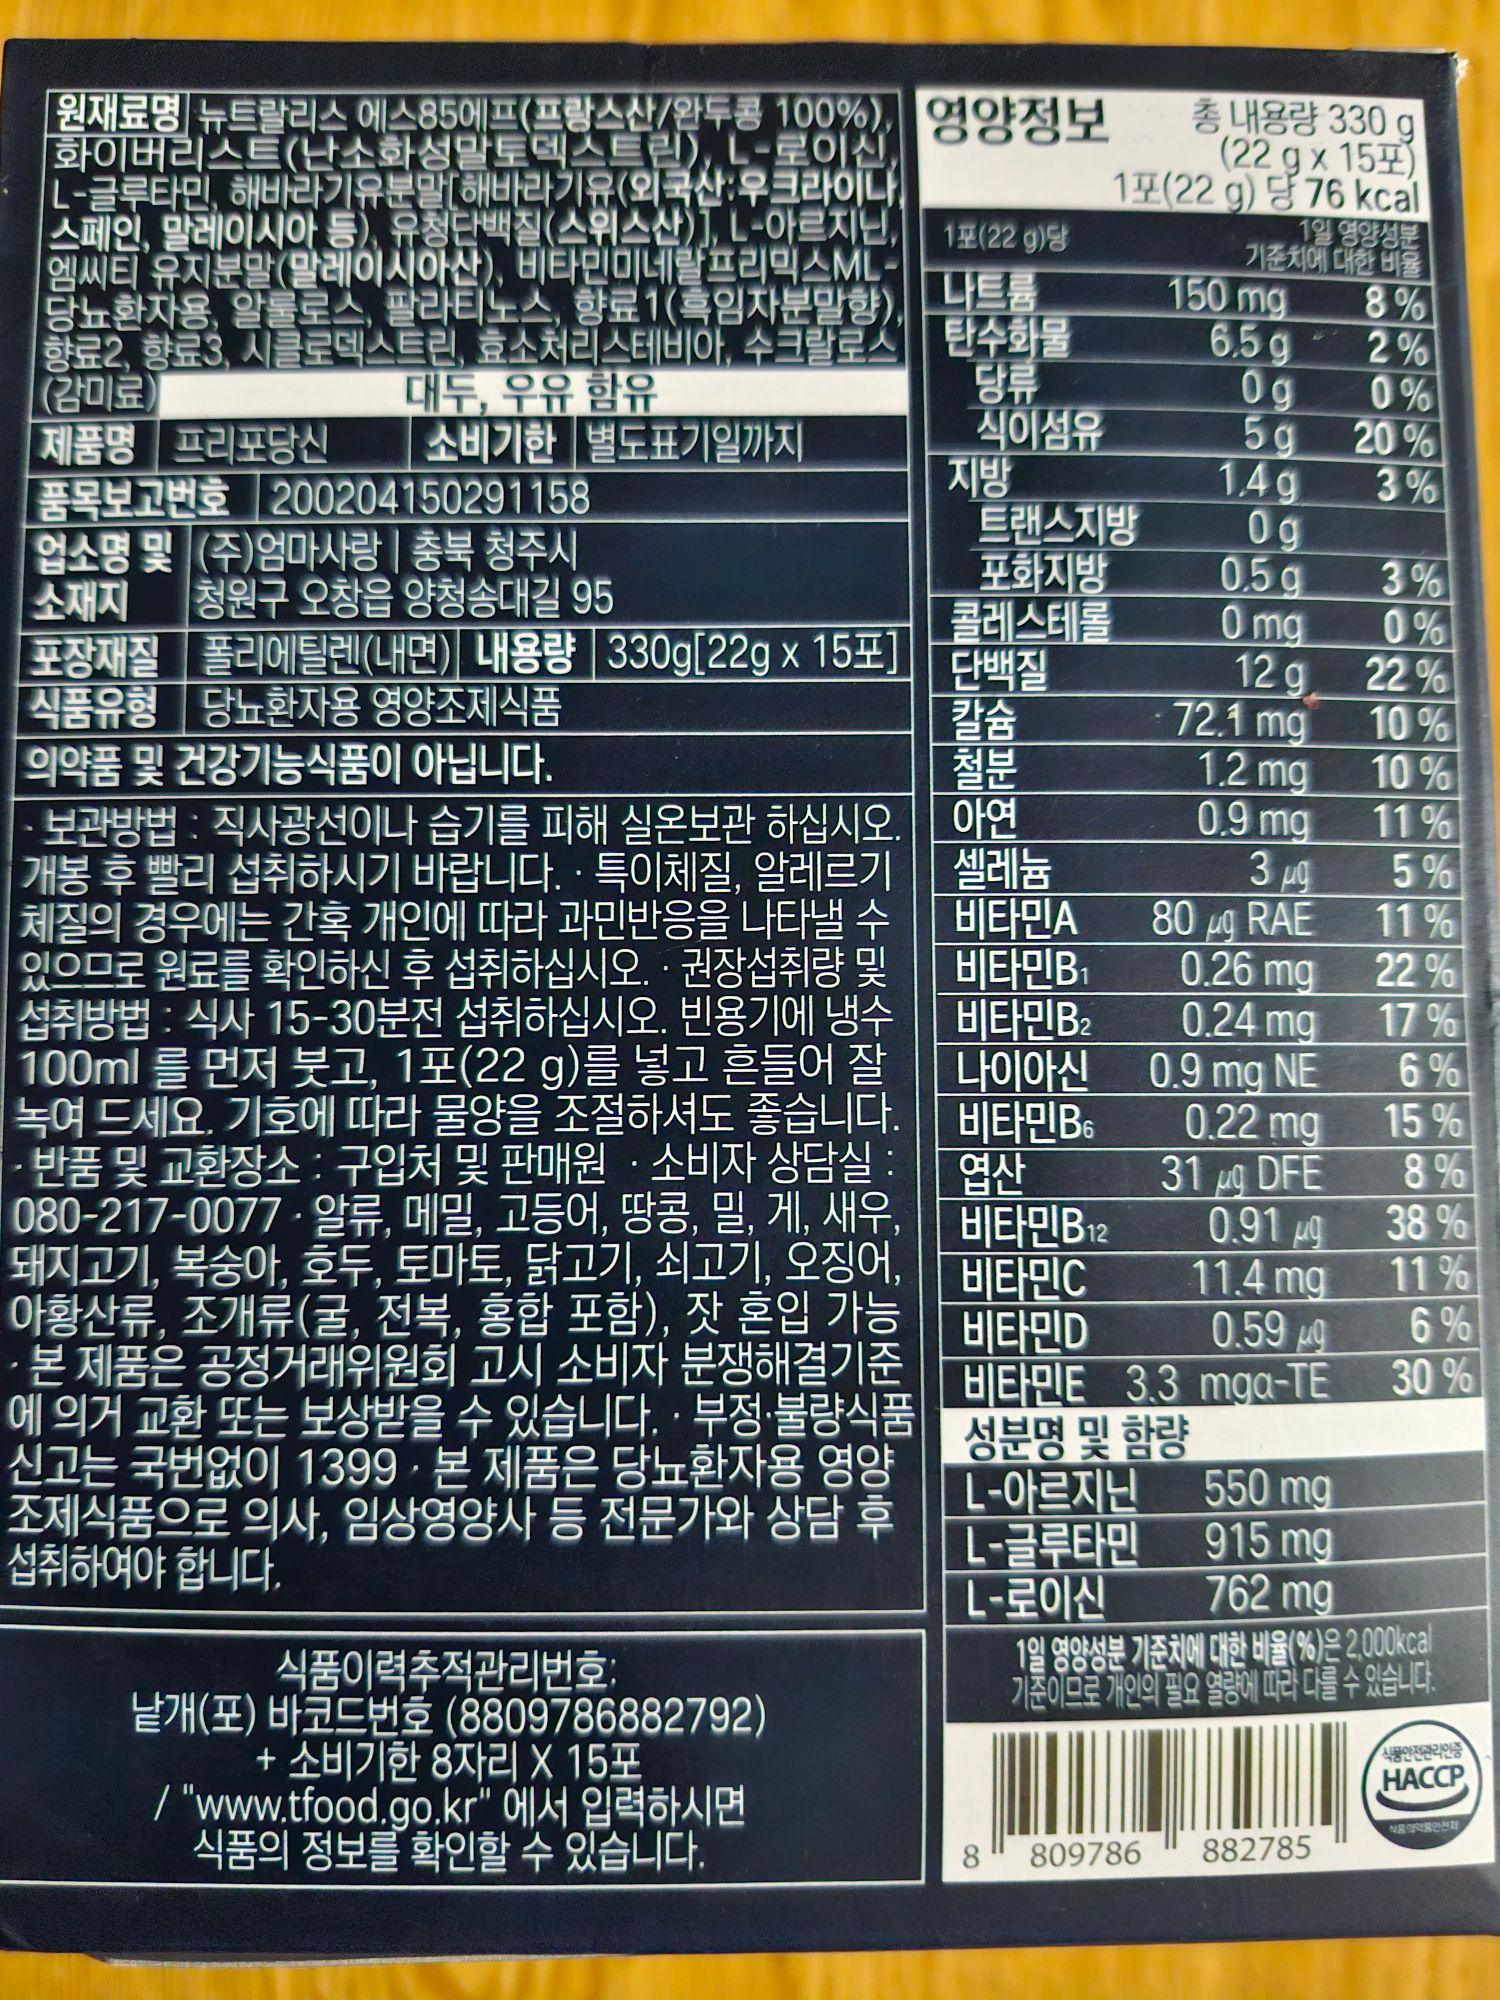 원재료명 뉴트랄리스 에스85에프(프랑스산/완두콩 100%),
화이버리스트(난소화성말토덱스트린), L-로이신,
L-글루타민, 해바라기유분말[해바라기유(외국산:우크라이나,
스페인, 말레이시아 등), 유청단백질(스위스산)], L-아르지닌,
엠씨티 유지분말(말레이시아산), 비타민미네랄프리믹스ML-
당뇨환자용, 알룰로스, 팔라티노스, 향료1(흑임자분말향),
향료2, 향료3, 시클로덱스트린, 효소처리스테비아, 수크랄로스
(감미료) 대두, 우유 함유
제품명 프리포당신 소비기한 별도표기일까지
품목보고번호 200204150291158
업소명 및 소재지 (주)엄마사랑 | 충북 청주시
청원구 오창읍 양청송대길 95
포장재질 폴리에틸렌(내면) 내용량 330g[22g x 15포]
식품유형 당뇨환자용 영양조제식품
의약품 및 건강기능식품이 아닙니다.
· 보관방법 : 직사광선이나 습기를 피해 실온보관 하십시오.
개봉 후 빨리 섭취하시기 바랍니다. · 특이체질, 알레르기
체질의 경우에는 간혹 개인에 따라 과민반응을 나타낼 수
있으므로 원료를 확인하신 후 섭취하십시오. · 권장섭취량 및
섭취방법 : 식사 15-30분전 섭취하십시오. 빈용기에 냉수
100ml 를 먼저 붓고, 1포(22 g)를 넣고 흔들어 잘
녹여 드세요. 기호에 따라 물양을 조절하셔도 좋습니다.
· 반품 및 교환장소 : 구입처 및 판매원 · 소비자 상담실 :
080-217-0077 · 알류, 메밀, 고등어, 땅콩, 밀, 게, 새우,
돼지고기, 복숭아, 호두, 토마토, 닭고기, 쇠고기, 오징어,
아황산류, 조개류(굴, 전복, 홍합 포함), 잣 혼입 가능
· 본 제품은 공정거래위원회 고시 소비자 분쟁해결기준
에 의거 교환 또는 보상받을 수 있습니다. · 부정·불량식품
신고는 국번없이 1399 · 본 제품은 당뇨환자용 영양
조제식품으로 의사, 임상영양사 등 전문가와 상담 후
섭취하여야 합니다.
식품이력추적관리번호:
낱개(포) 바코드번호 (8809786882792)
+ 소비기한 8자리 X 15포
/ "www.tfood.go.kr" 에서 입력하시면
식품의 정보를 확인할 수 있습니다.
영양정보 총 내용량 330 g
(22 g x 15포)
1포(22 g) 당 76 kcal
1포(22 g)당 1일 영양성분
기준치에 대한 비율
나트륨 150 mg 8 %
탄수화물 6.5 g 2 %
당류 0 g 0 %
식이섬유 5 g 20 %
지방 1.4 g 3 %
트랜스지방 0 g
포화지방 0.5 g 3 %
콜레스테롤 0 mg 0 %
단백질 12 g 22 %
칼슘 72.1 mg 10 %
철분 1.2 mg 10 %
아연 0.9 mg 11 %
셀레늄 3 µg 5 %
비타민A 80 µg RAE 11 %
비타민B1 0.26 mg 22 %
비타민B2 0.24 mg 17 %
나이아신 0.9 mg NE 6 %
비타민B6 0.22 mg 15 %
엽산 31 µg DFE 8 %
비타민B12 0.91 µg 38 %
비타민C 11.4 mg 11 %
비타민D 0.59 µg 6 %
비타민E 3.3 mgα-TE 30 %
성분명 및 함량
L-아르지닌 550 mg
L-글루타민 915 mg
L-로이신 762 mg
1일 영양성분 기준치에 대한 비율(%)은 2,000kcal
기준이므로 개인의 필요 열량에 따라 다를 수 있습니다.
식품안전관리인증
HACCP
식품의약품안전처
8 809786 882785